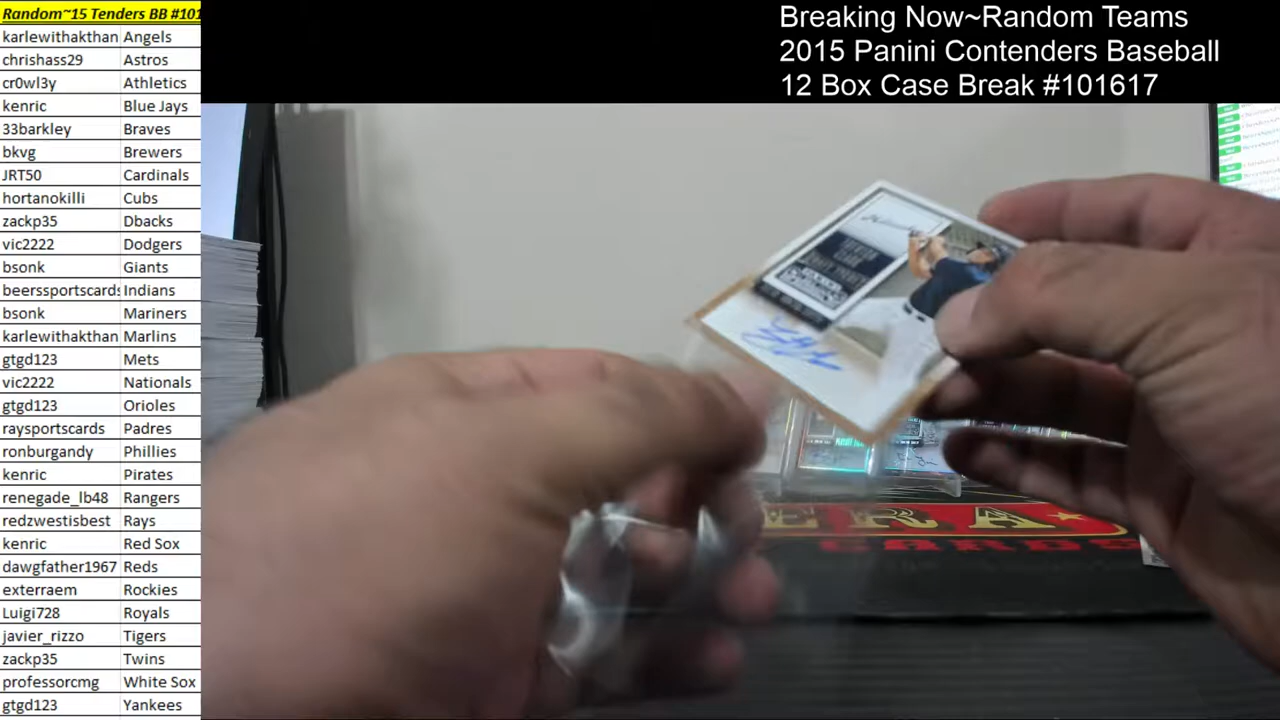 Random~15 Tenders BB #101
karlewithakthan Angels
chrishass29 Astros
cr0wl3y Athletics
kenric Blue Jays
33barkley Braves
bkvg Brewers
JRT50 Cardinals
hortanokilli Cubs
zackp35 Dbacks
vic2222 Dodgers
bsonk Giants
beerssportscards Indians
bsonk Mariners
karlewithakthan Marlins
gtgd123 Mets
vic2222 Nationals
gtgd123 Orioles
raysportscards Padres
ronburgandy Phillies
kenric Pirates
renegade_lb48 Rangers
redzwestisbest Rays
kenric Red Sox
dawgfather1967 Reds
exterraem Rockies
Luigi728 Royals
javier_rizzo Tigers
zackp35 Twins
professorcmg White Sox
gtgd123 Yankees
Breaking Now~Random Teams
2015 Panini Contenders Baseball
12 Box Case Break #101617
ERA
CARDS